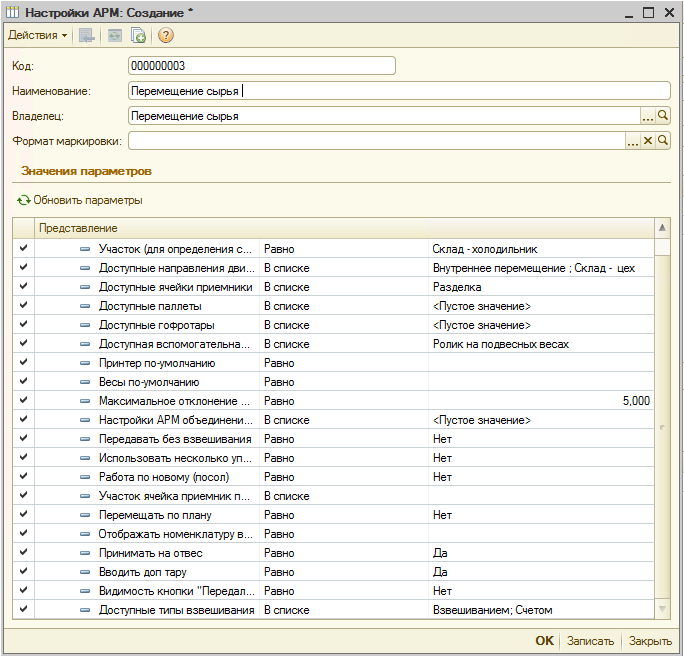 Настройки АРМ: Создание *
Действия
Код: 000000003
Наименование: Перемещение сырья
Владелец: Перемещение сырья ...
Формат маркировки: ...
Значения параметров
Обновить параметры
Представление
Участок (для определения с... Равно Склад - холодильник
Доступные направления дви... В списке Внутреннее перемещение ; Склад - цех
Доступные ячейки приемники В списке Разделка
Доступные паллеты В списке <Пустое значение>
Доступные гофротары В списке <Пустое значение>
Доступная вспомогательна... В списке Ролик на подвесных весах
Принтер по-умолчанию Равно
Весы по-умолчанию Равно
Максимальное отклонение ... Равно 5,000
Настройки АРМ объединени... В списке <Пустое значение>
Передавать без взвешивания Равно Нет
Использовать несколько уп... Равно Нет
Работа по новому (посол) Равно Нет
Участок ячейка приемник п... В списке
Перемещать по плану Равно Нет
Отображать номенклатуру в... Равно
Принимать на отвес Равно Да
Вводить доп тару Равно Да
Видимость кнопки "Передал... Равно Нет
Доступные типы взвешивания В списке Взвешиванием; Счетом
OK Записать Закрыть